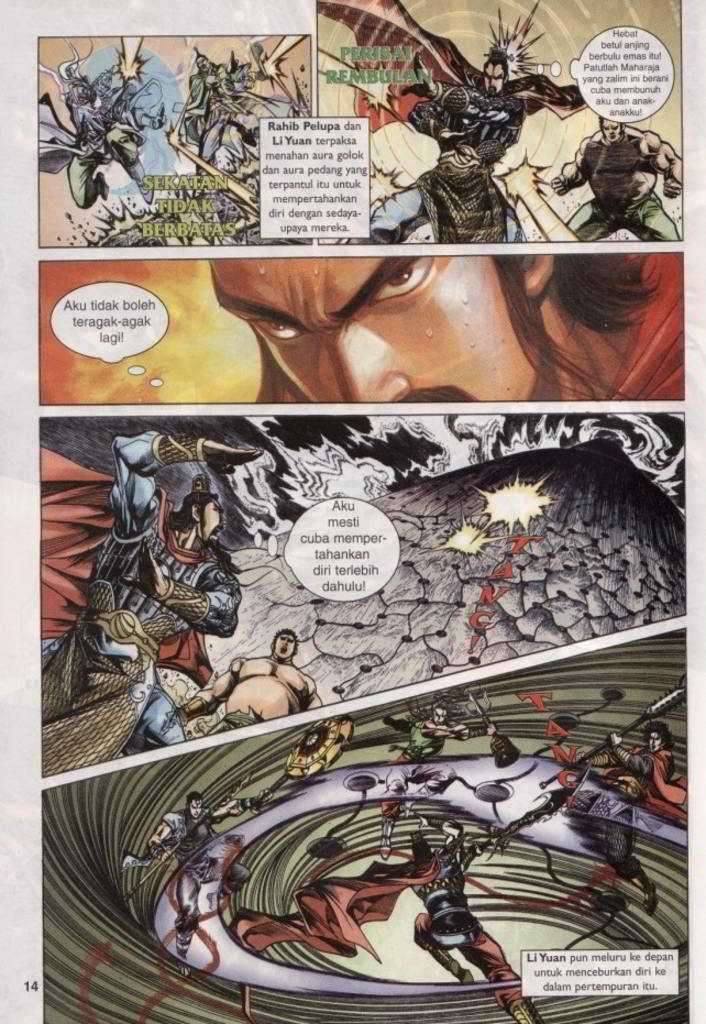 SEKATAN
TIDAK
BERBATAS
Rahib Pelupa dan
Li Yuan terpaksa
menahan aura golok
dan aura pedang yang
terpantul itu untuk
mempertahankan
diri dengan sedaya-
upaya mereka.
PERISAI
REMBULAN
Hebat
betul anjing
berbulu emas itu!
Patutlah Maharaja
yang zalim ini berani
cuba membunuh
aku dan anak-
anakku!
Aku tidak boleh
teragak-agak
lagi!
Aku
mesti
cuba memper-
tahankan
diri terlebih
dahulu!
TANG!
TANG
Li Yuan pun meluru ke depan
untuk menceburkan diri ke
dalam pertempuran itu.
14